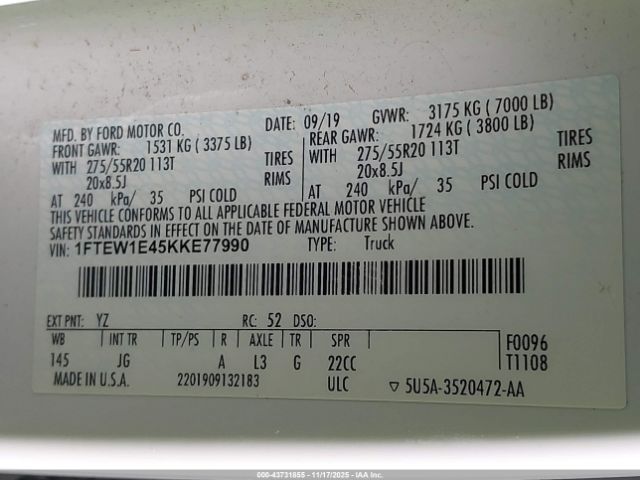 MFD. BY FORD MOTOR CO.
DATE: 09/19 GVWR: 3175 KG ( 7000 LB)
FRONT GAWR: 1531 KG ( 3375 LB)
WITH 275/55R20 113T TIRES
20x8.5J RIMS
AT 240 kPa/ 35 PSI COLD
REAR GAWR: 1724 KG ( 3800 LB)
WITH 275/55R20 113T TIRES
20x8.5J RIMS
AT 240 kPa/ 35 PSI COLD
THIS VEHICLE CONFORMS TO ALL APPLICABLE FEDERAL MOTOR VEHICLE
SAFETY STANDARDS IN EFFECT ON THE DATE OF MANUFACTURE SHOWN ABOVE.
VIN: 1FTEW1E45KKE77990 TYPE: Truck
EXT PNT: YZ RC: 52 DSO:
WB INT TR TP/PS R AXLE TR SPR
145 JG A L3 G 22CC
F0096
T1108
MADE IN U.S.A. 2201909132183 ULC ▽ 5U5A-3520472-AA
000-43731855 - 11/17/2025 - IAA Inc.